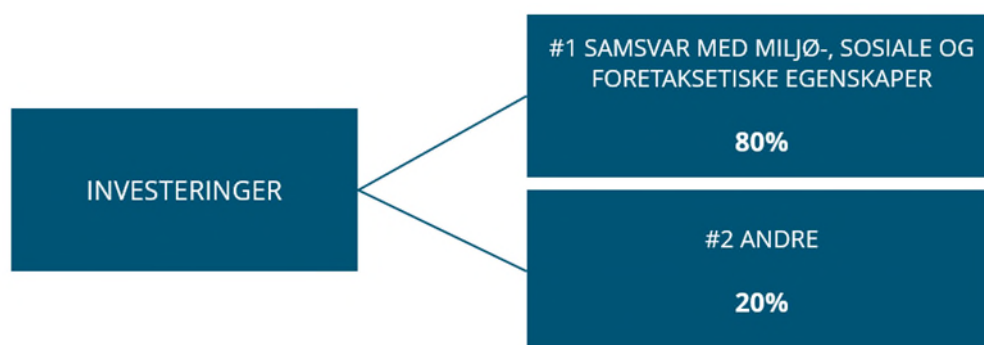 INVESTERINGER
#1 SAMSVAR MED MILJØ-, SOSIALE OG
FORETAKSETISKE EGENSKAPER
80%
#2 ANDRE
20%